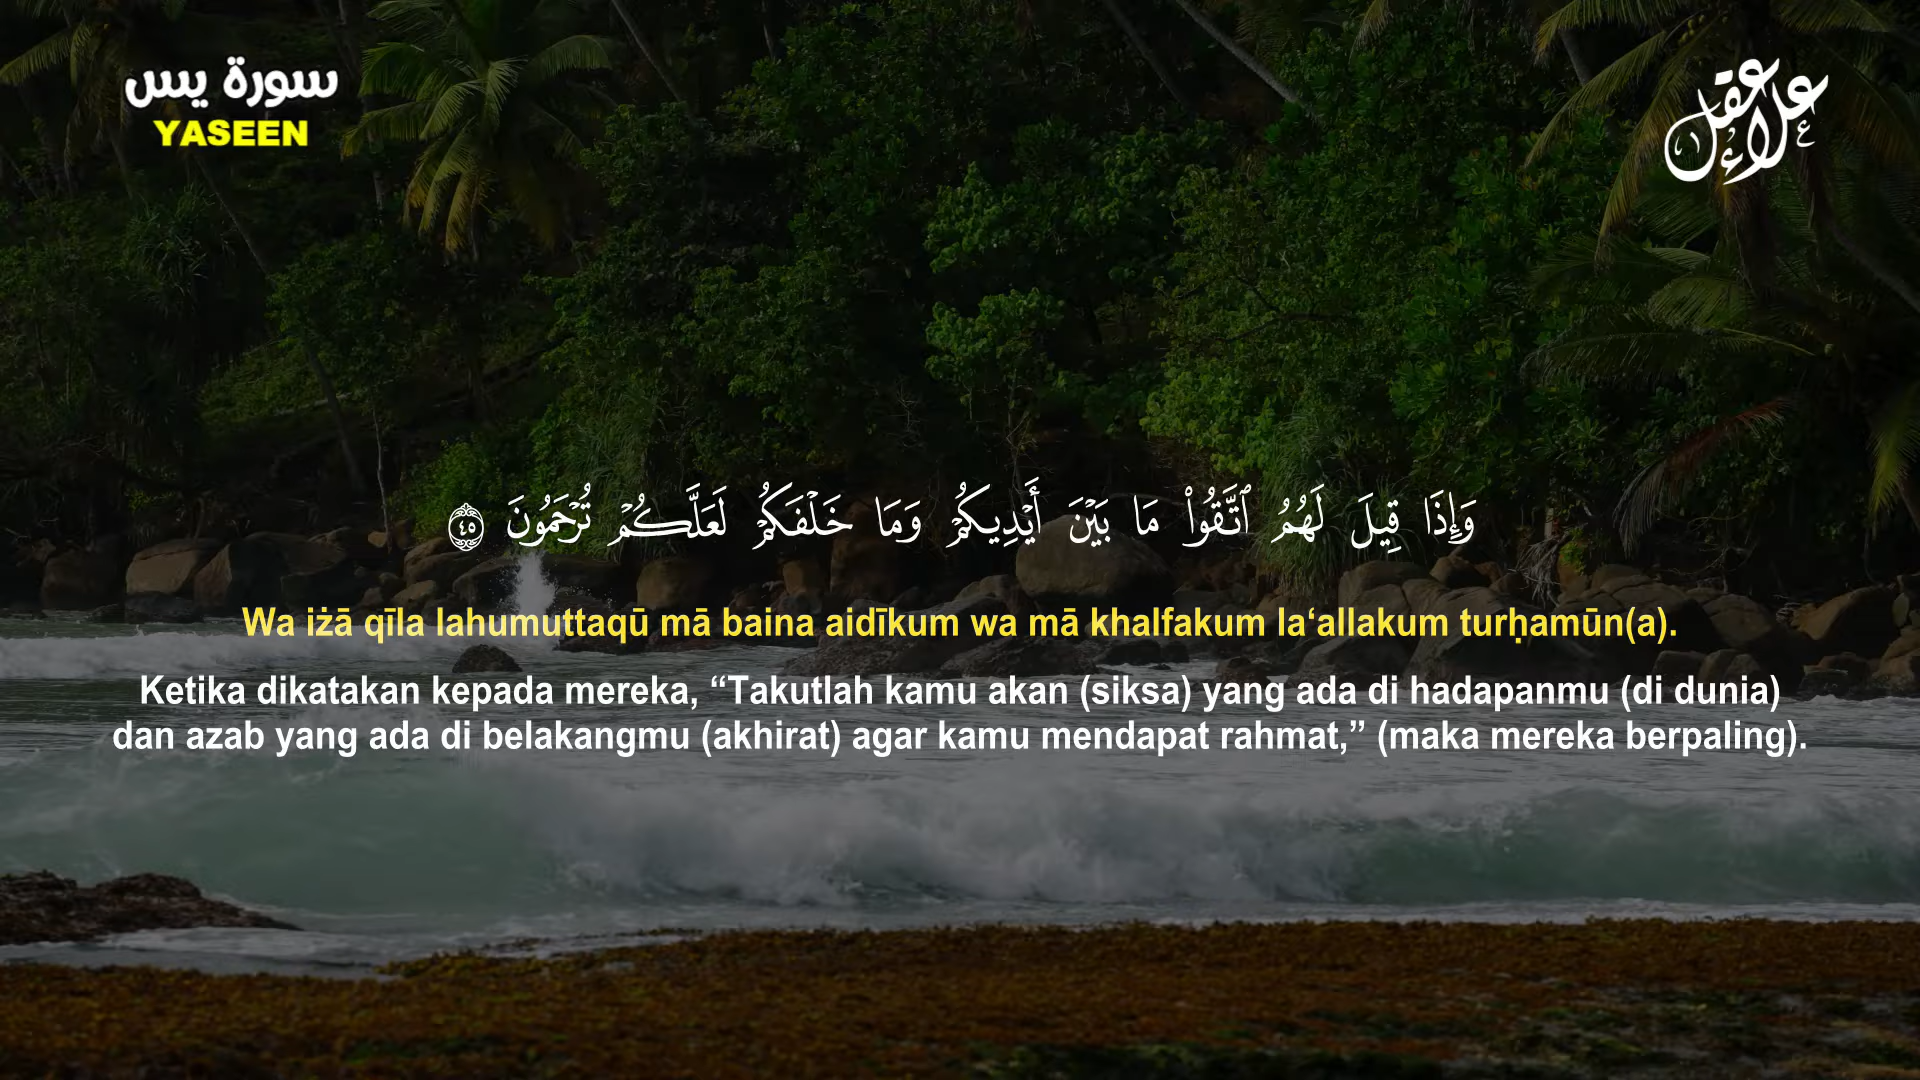 سورة يس
YASEEN
علاء عقل
وَإِذَا قِيلَ لَهُمُ ٱتَّقُوا۟ مَا بَيْنَ أَيْدِيكُمْ وَمَا خَلْفَكُمْ لَعَلَّكُمْ تُرْحَمُونَ ٤٥
Wa iżā qīla lahumuttaqū mā baina aidīkum wa mā khalfakum la‘allakum turḥamūn(a).
Ketika dikatakan kepada mereka, “Takutlah kamu akan (siksa) yang ada di hadapanmu (di dunia)
dan azab yang ada di belakangmu (akhirat) agar kamu mendapat rahmat,” (maka mereka berpaling).